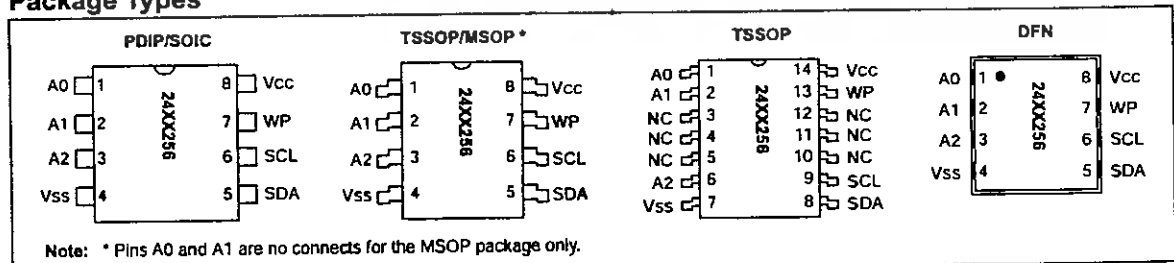 Package Types
PDIP/SOIC
A0 1 8 Vcc
A1 2 7 WP
A2 3 6 SCL
Vss 4 5 SDA
24XX256
TSSOP/MSOP *
A0 1 8 Vcc
A1 2 7 WP
A2 3 6 SCL
Vss 4 5 SDA
24XX256
TSSOP
A0 1 14 Vcc
A1 2 13 WP
NC 3 12 NC
NC 4 11 NC
NC 5 10 NC
A2 6 9 SCL
Vss 7 8 SDA
24XX256
DFN
A0 1 8 Vcc
A1 2 7 WP
A2 3 6 SCL
Vss 4 5 SDA
24XX256
Note: * Pins A0 and A1 are no connects for the MSOP package only.